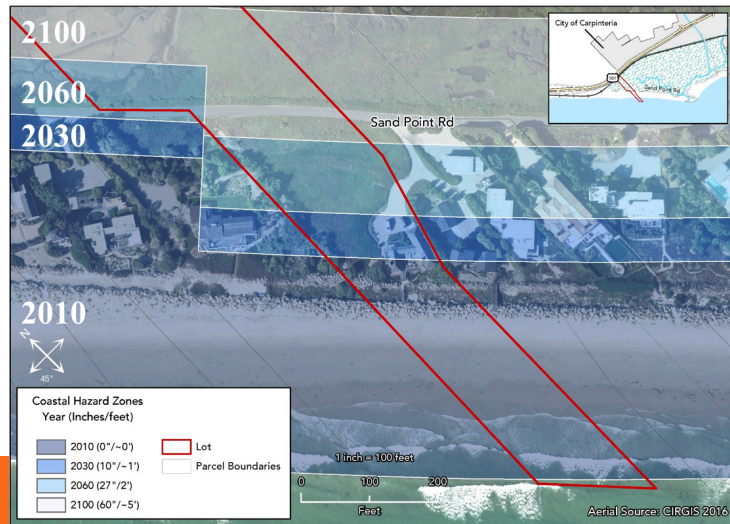 2100
2060
2030
2010
Sand Point Rd
City of Carpinteria
101
Sand Point Rd
N
45°
Coastal Hazard Zones
Year (Inches/feet)
2010 (0"/~0')
2030 (10"/~1')
2060 (27"/2')
2100 (60"/~5')
Lot
Parcel Boundaries
1 inch = 100 feet
0 100 200
Feet
Aerial Source: CIRGIS 2016